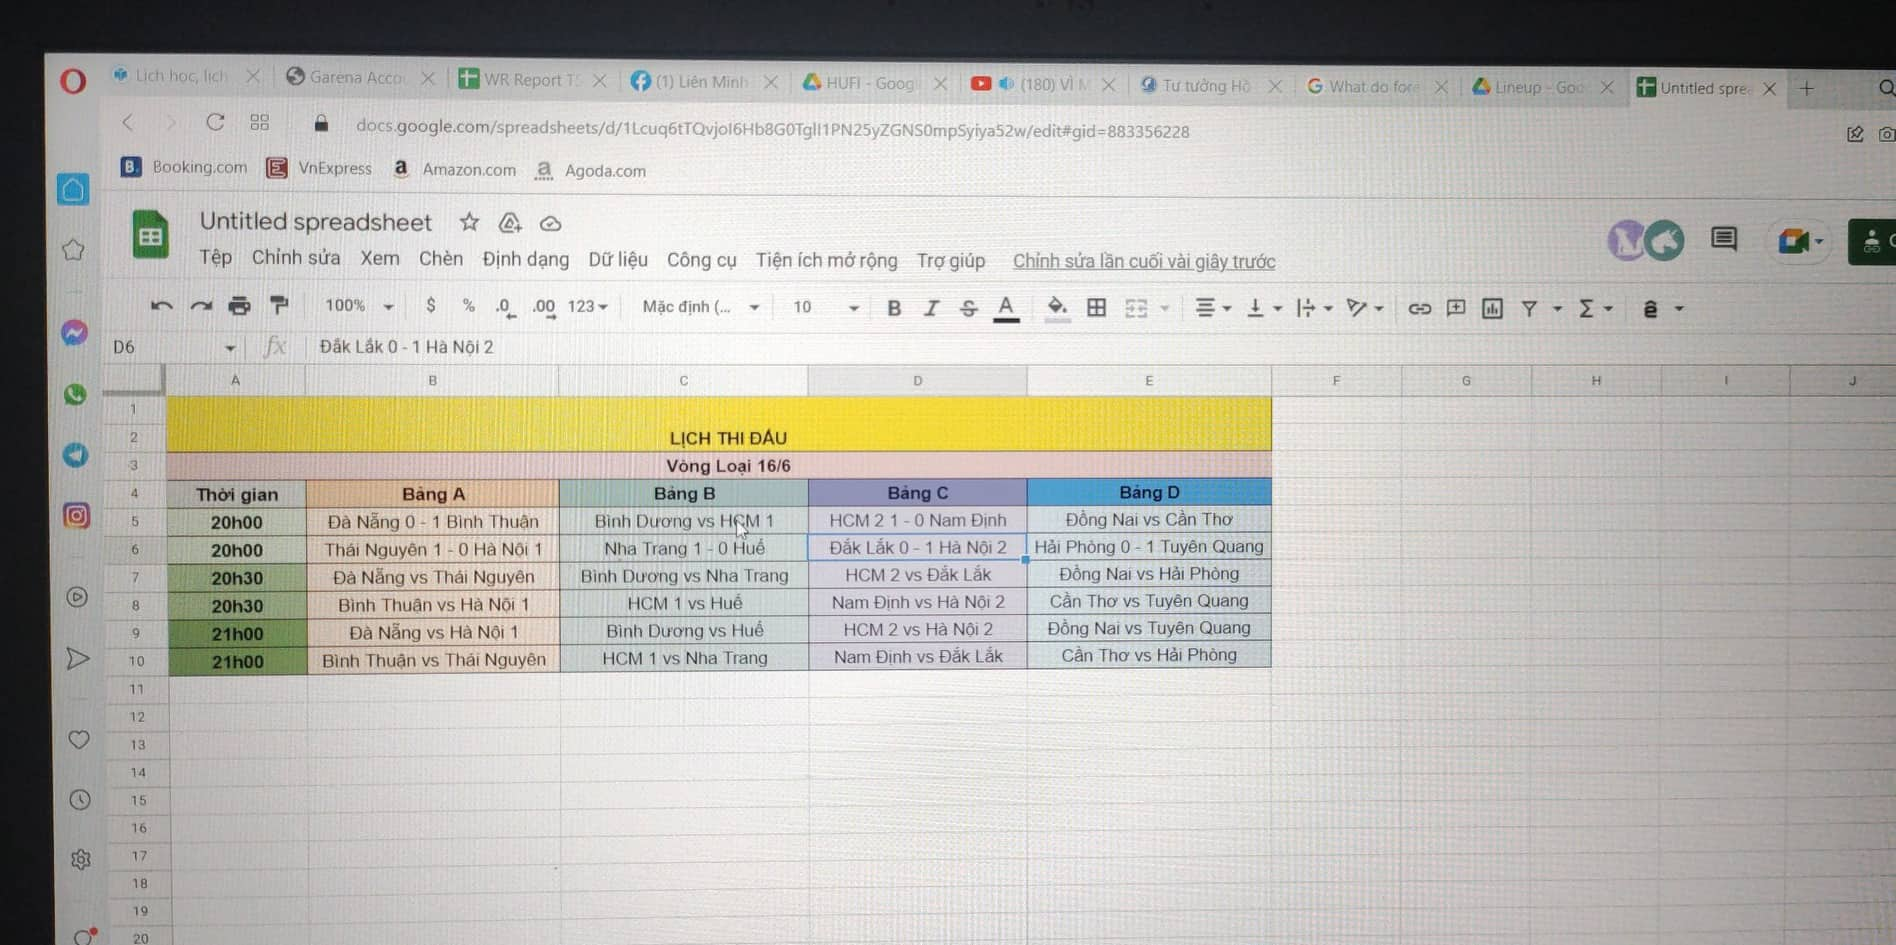 Lịch học, lịch Garena Acco WR Report T (1) Liên Minh HUFI - Goog (180) VÌ M Tư tưởng Hồ What do fore Lineup - Goo Untitled spre
docs.google.com/spreadsheets/d/1Lcuq6tTQvjoI6Hb8G0TglI1PN25yZGNS0mpSyiya52w/edit#gid=883356228
B. Booking.com E VnExpress a Amazon.com a Agoda.com
Untitled spreadsheet
Tệp Chỉnh sửa Xem Chèn Định dạng Dữ liệu Công cụ Tiện ích mở rộng Trợ giúp Chỉnh sửa lần cuối vài giây trước
100% $ % .0 .00 123 Mặc định (... 10 B I S A
D6 fx Đắk Lắk 0 - 1 Hà Nội 2
A B C D E F G H I J
1
2 LỊCH THI ĐẤU
3 Vòng Loại 16/6
4 Thời gian Bảng A Bảng B Bảng C Bảng D
5 20h00 Đà Nẵng 0 - 1 Bình Thuận Bình Dương vs HCM 1 HCM 2 1 - 0 Nam Định Đồng Nai vs Cần Thơ
6 20h00 Thái Nguyên 1 - 0 Hà Nội 1 Nha Trang 1 - 0 Huế Đắk Lắk 0 - 1 Hà Nội 2 Hải Phòng 0 - 1 Tuyên Quang
7 20h30 Đà Nẵng vs Thái Nguyên Bình Dương vs Nha Trang HCM 2 vs Đắk Lắk Đồng Nai vs Hải Phòng
8 20h30 Bình Thuận vs Hà Nội 1 HCM 1 vs Huế Nam Định vs Hà Nội 2 Cần Thơ vs Tuyên Quang
9 21h00 Đà Nẵng vs Hà Nội 1 Bình Dương vs Huế HCM 2 vs Hà Nội 2 Đồng Nai vs Tuyên Quang
10 21h00 Bình Thuận vs Thái Nguyên HCM 1 vs Nha Trang Nam Định vs Đắk Lắk Cần Thơ vs Hải Phòng
11
12
13
14
15
16
17
18
19
20